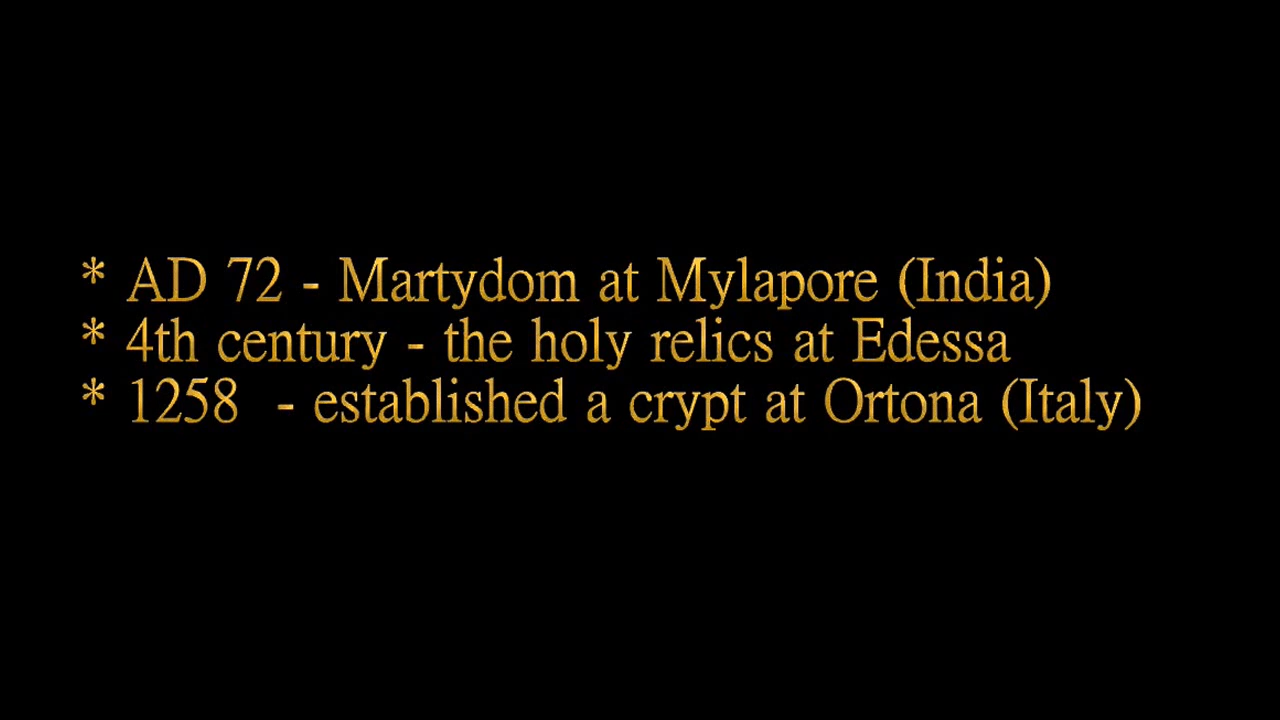 * AD 72 - Martydom at Mylapore (India)
* 4th century - the holy relics at Edessa
* 1258  - established a crypt at Ortona (Italy)